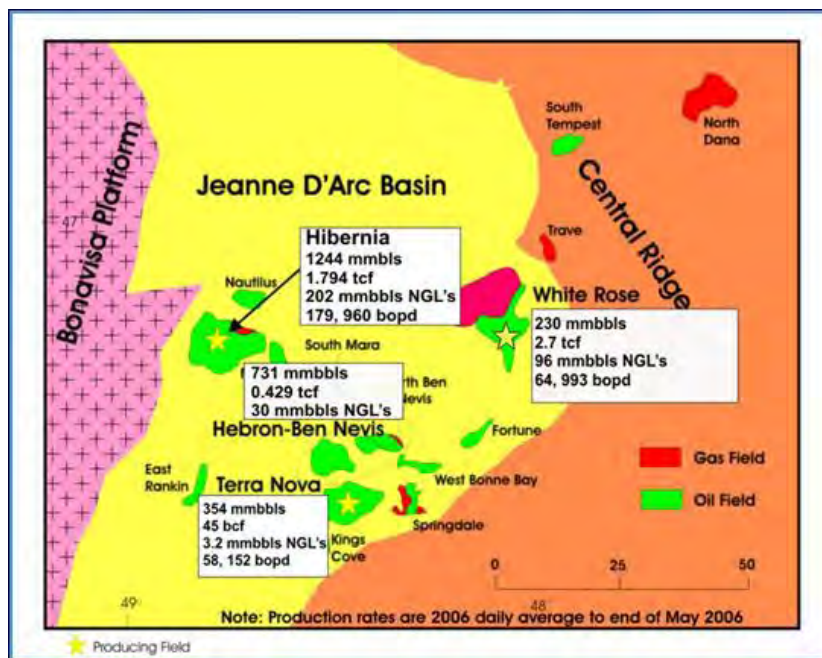 South
Tempest
North
Dana
Bonavisa Platform
Jeanne D'Arc Basin
Central Ridge
47
Trave
Hibernia
1244 mmbls
1.794 tcf
202 mmbbls NGL's
179, 960 bopd
Nautilus
White Rose
230 mmbbls
2.7 tcf
96 mmbbls NGL's
64, 993 bopd
South Mara
731 mmbbls
0.429 tcf
30 mmbbls NGL's
Ben
Nevis
Hebron-Ben Nevis
Fortune
Gas Field
East
Rankin
Terra Nova
West Bonne Bay
Oil Field
354 mmbbls
45 bcf
3.2 mmbbls NGL's
58, 152 bopd
Kings
Cove
Springdale
0
25
50
49
48
Note: Production rates are 2006 daily average to end of May 2006
Producing Field